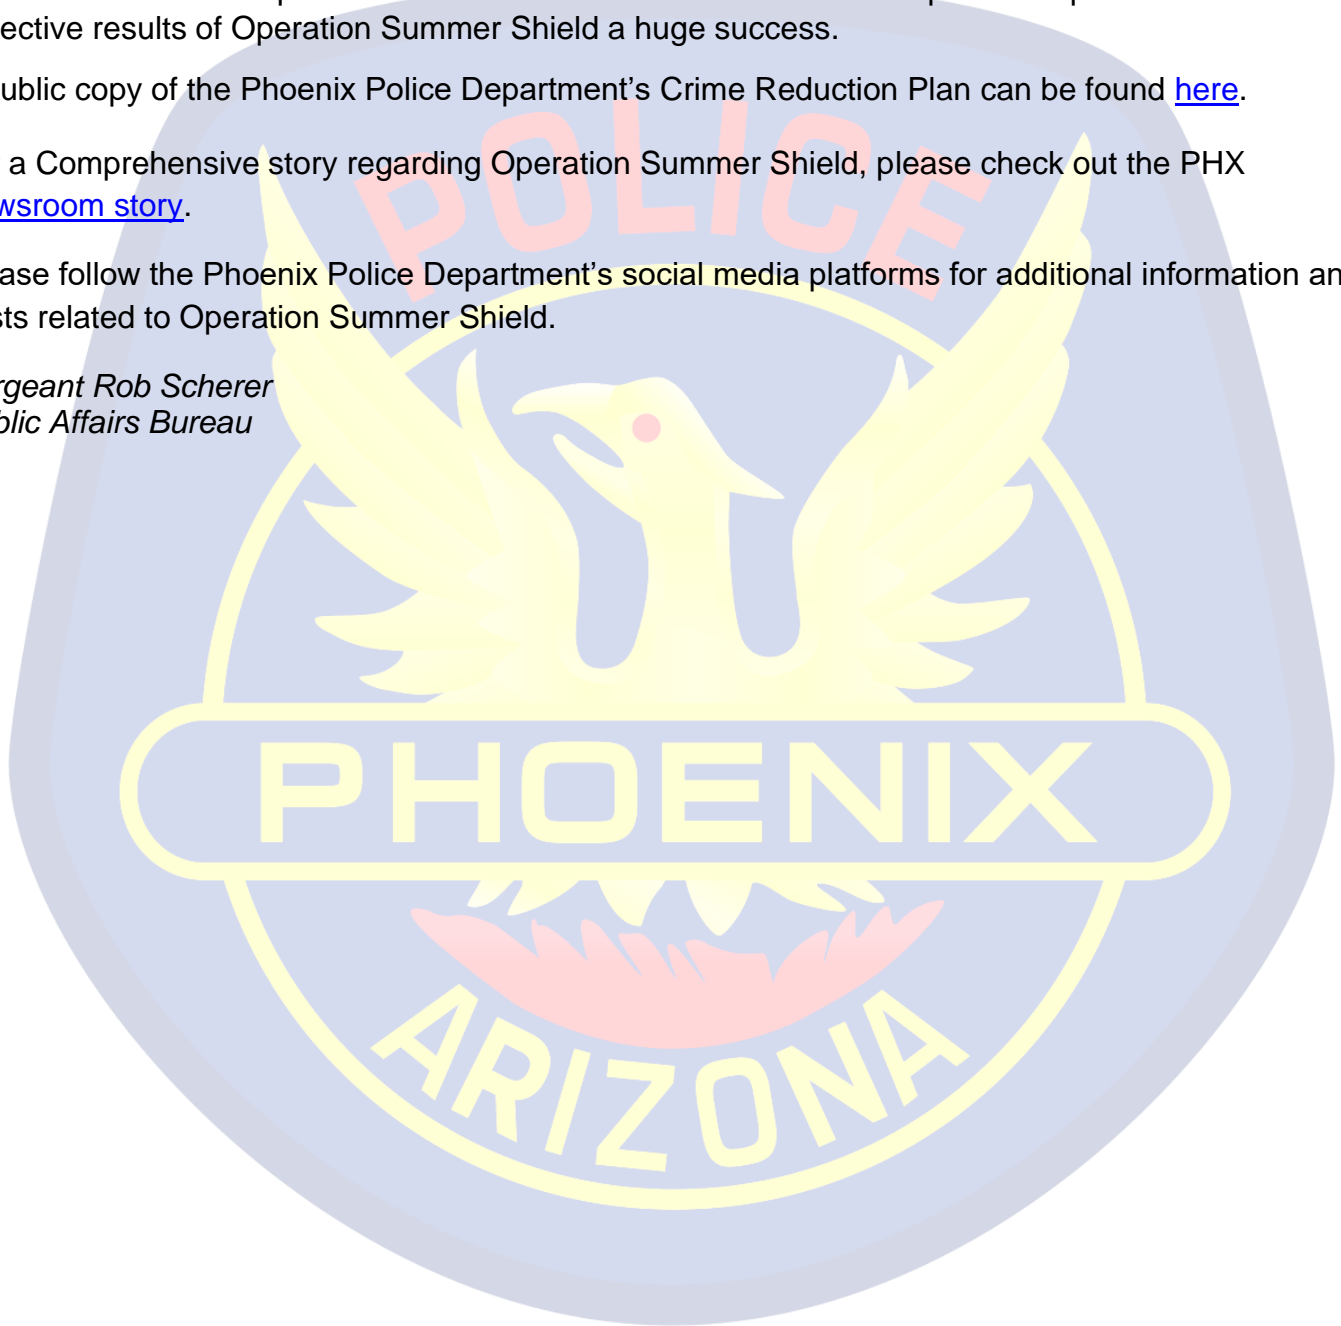 ective results of Operation Summer Shield a huge success.
ublic copy of the Phoenix Police Department’s Crime Reduction Plan can be found here.
a Comprehensive story regarding Operation Summer Shield, please check out the PHX
wsroom story.
ase follow the Phoenix Police Department’s social media platforms for additional information an
sts related to Operation Summer Shield.
rgeant Rob Scherer
blic Affairs Bureau
POLICE
PHOENIX
ARIZONA